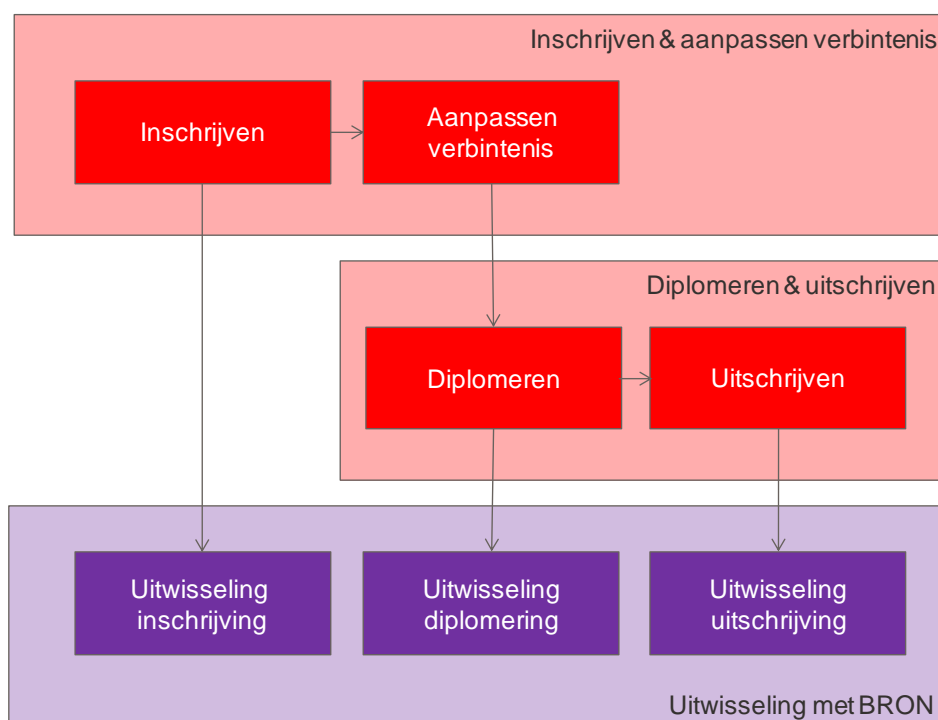 Inschrijven & aanpassen verbintenis
Inschrijven
Aanpassen
verbintenis
Diplomeren & uitschrijven
Diplomeren
Uitschrijven
Uitwisseling
inschrijving
Uitwisseling
diplomering
Uitwisseling
uitschrijving
Uitwisseling met BRON